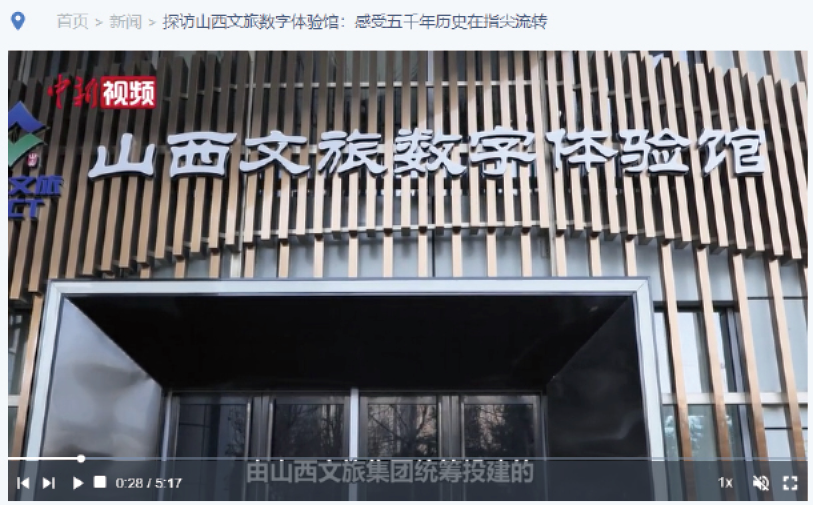 首页 > 新闻 > 探访山西文旅数字体验馆：感受五千年历史在指尖流转
中新视频
山西文旅数字体验馆
文旅
CT
由山西文旅集团统筹投建的
0:28 / 5:17
1x